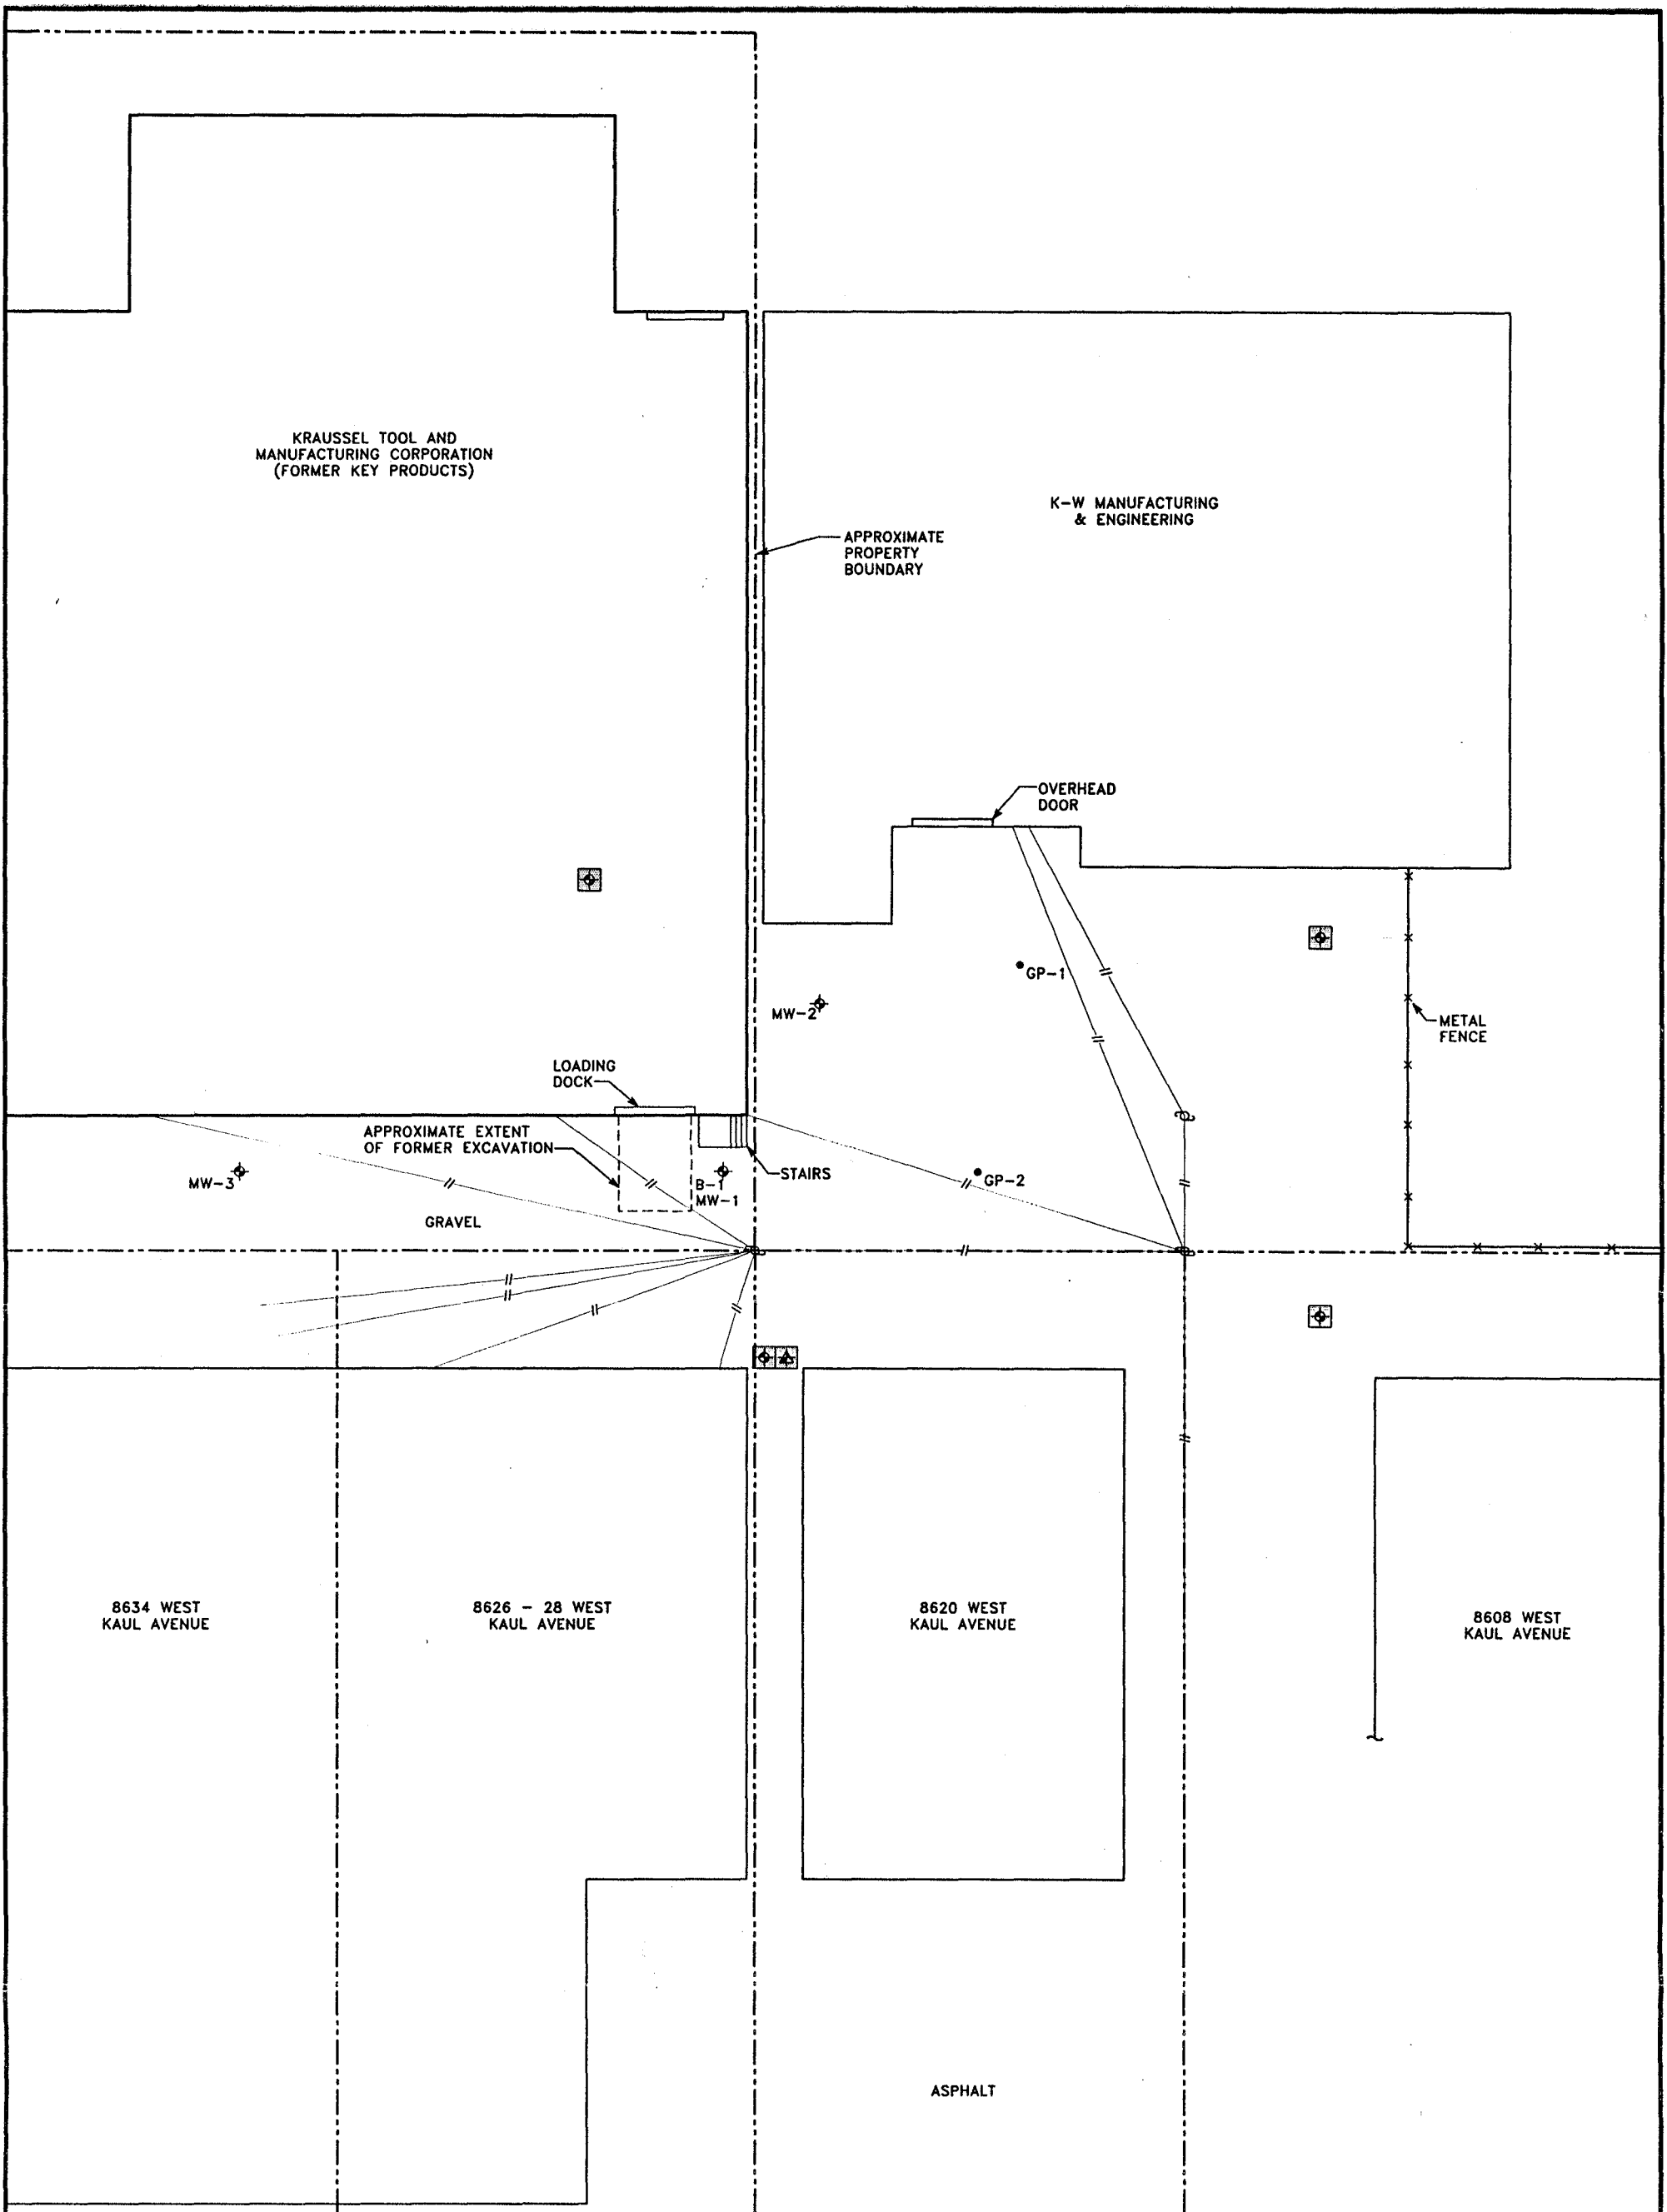 KRAUSSEL TOOL AND
MANUFACTURING CORPORATION
(FORMER KEY PRODUCTS)
K-W MANUFACTURING
& ENGINEERING
APPROXIMATE
PROPERTY
BOUNDARY
OVERHEAD
DOOR
GP-1
MW-2
METAL
FENCE
LOADING
DOCK
APPROXIMATE EXTENT
OF FORMER EXCAVATION
STAIRS
GP-2
MW-3
B-1
MW-1
GRAVEL
8634 WEST
KAUL AVENUE
8626 - 28 WEST
KAUL AVENUE
8620 WEST
KAUL AVENUE
8608 WEST
KAUL AVENUE
ASPHALT